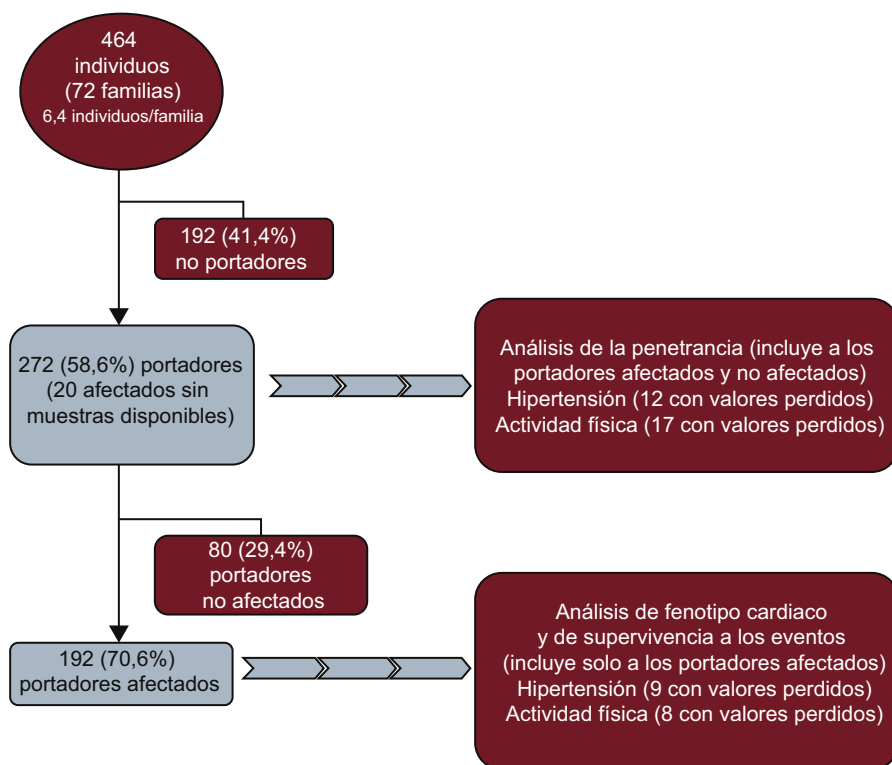 464
individuos
(72 familias)
6,4 individuos/familia
192 (41,4%)
no portadores
272 (58,6%) portadores
(20 afectados sin
muestras disponibles)
Análisis de la penetrancia (incluye a los
portadores afectados y no afectados)
Hipertensión (12 con valores perdidos)
Actividad física (17 con valores perdidos)
80 (29,4%)
portadores
no afectados
192 (70,6%)
portadores afectados
Análisis de fenotipo cardiaco
y de supervivencia a los eventos
(incluye solo a los portadores afectados)
Hipertensión (9 con valores perdidos)
Actividad física (8 con valores perdidos)